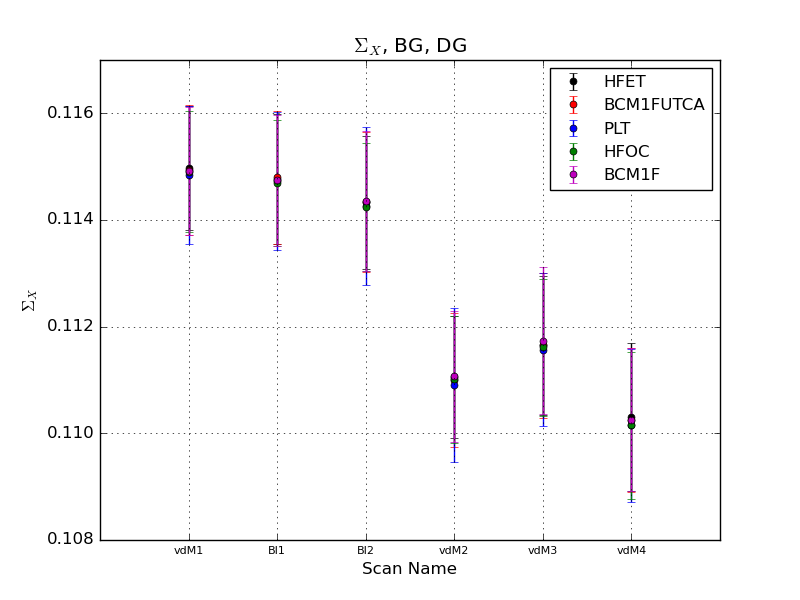 Σ_X, BG, DG
HFET
BCM1FUTCA
PLT
HFOC
BCM1F
0.116
0.114
0.112
0.110
0.108
Σ_X
vdM1 BI1 BI2 vdM2 vdM3 vdM4
Scan Name